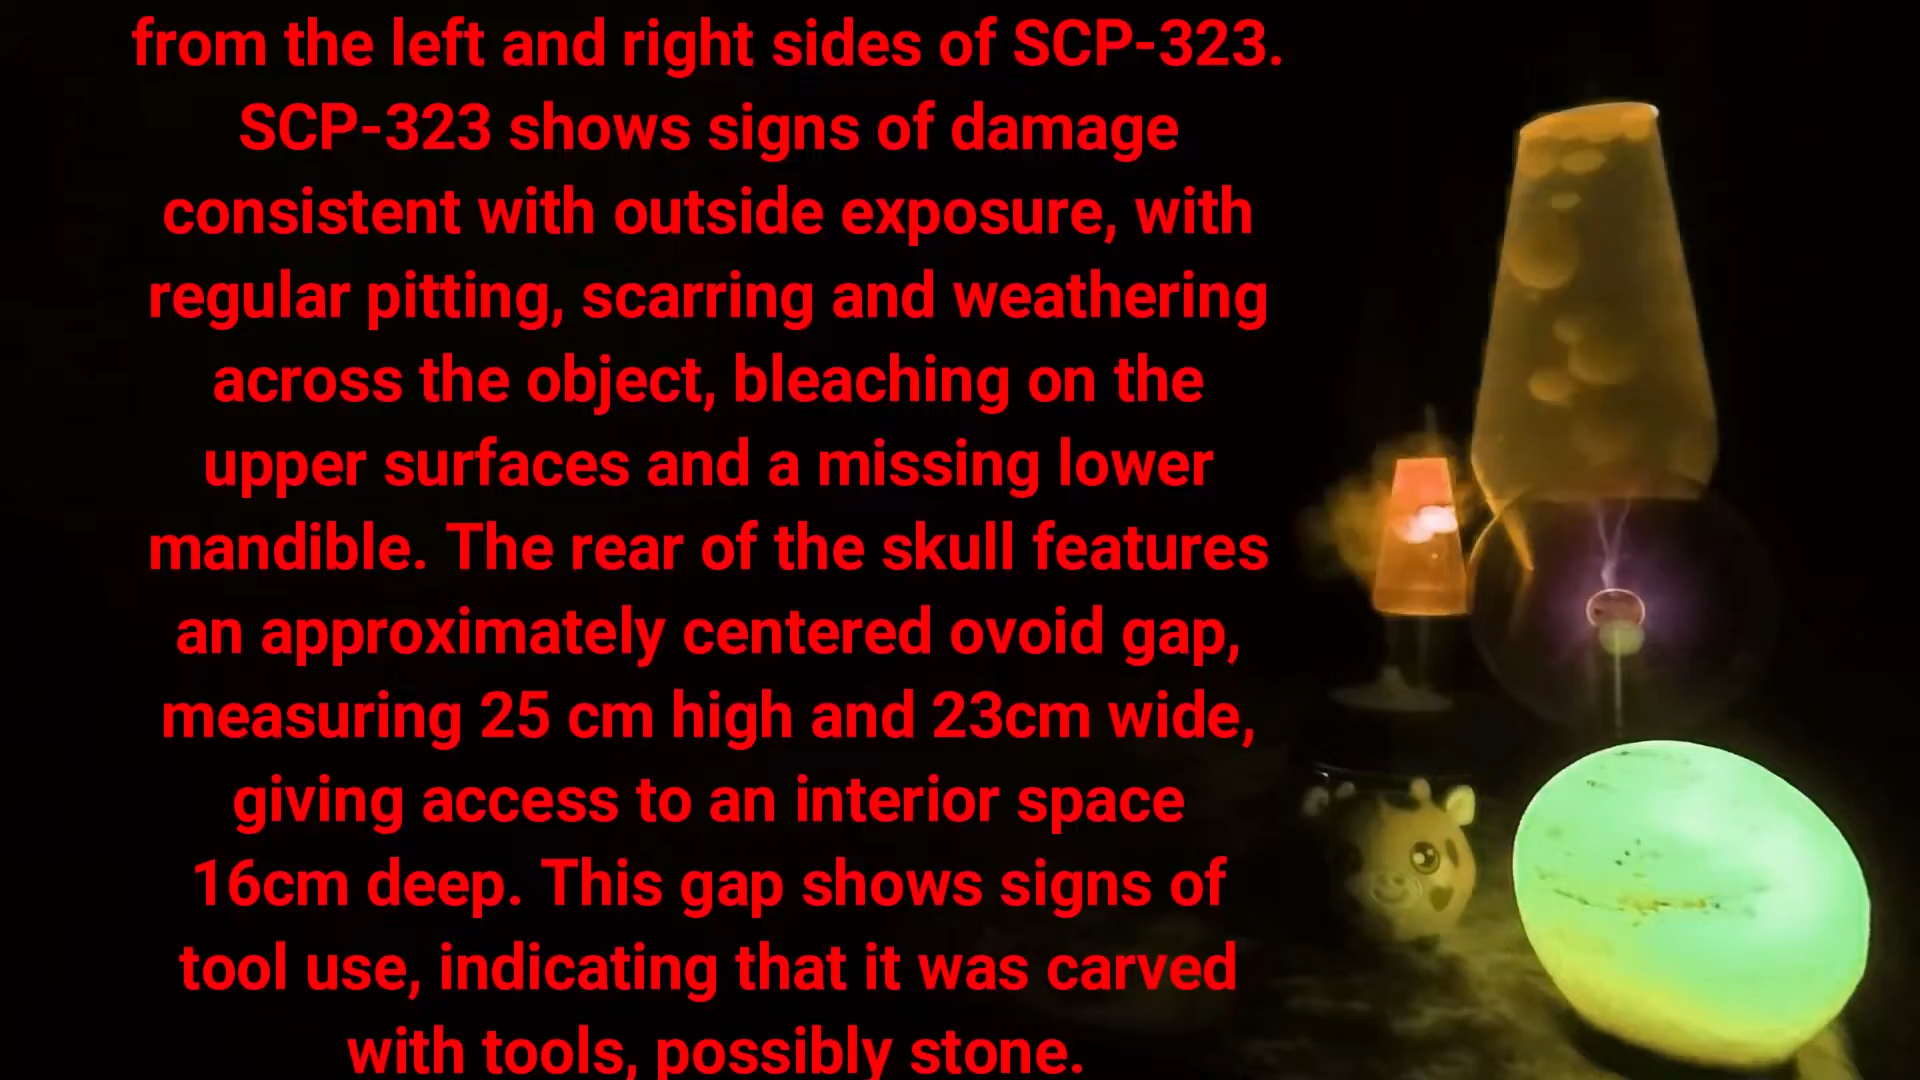 from the left and right sides of SCP-323.
SCP-323 shows signs of damage
consistent with outside exposure, with
regular pitting, scarring and weathering
across the object, bleaching on the
upper surfaces and a missing lower
mandible. The rear of the skull features
an approximately centered ovoid gap,
measuring 25 cm high and 23cm wide,
giving access to an interior space
16cm deep. This gap shows signs of
tool use, indicating that it was carved
with tools, possibly stone.